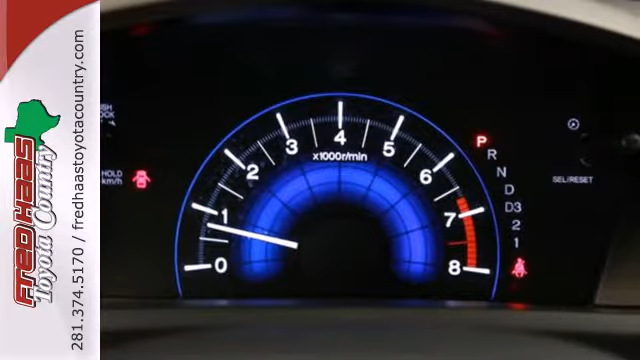 FRED HAAS
Toyota Country
281.374.5170 / fredhaastoyotacountry.com
HOLD
km/h
0
1
2
3
4
5
6
7
8
x1000r/min
P
R
N
D
D3
2
1
SEL/RESET